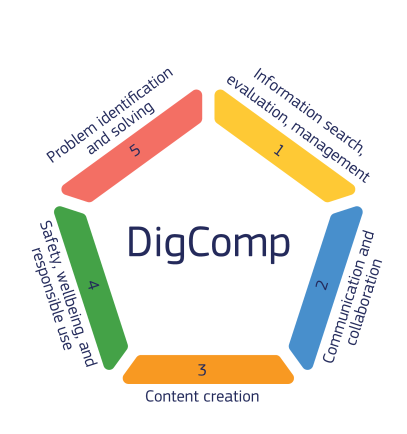 Information search,
evaluation, management
1
Communication and
collaboration
2
3
Content creation
Safety, wellbeing, and
responsible use
4
Problem identification
and solving
5
DigComp